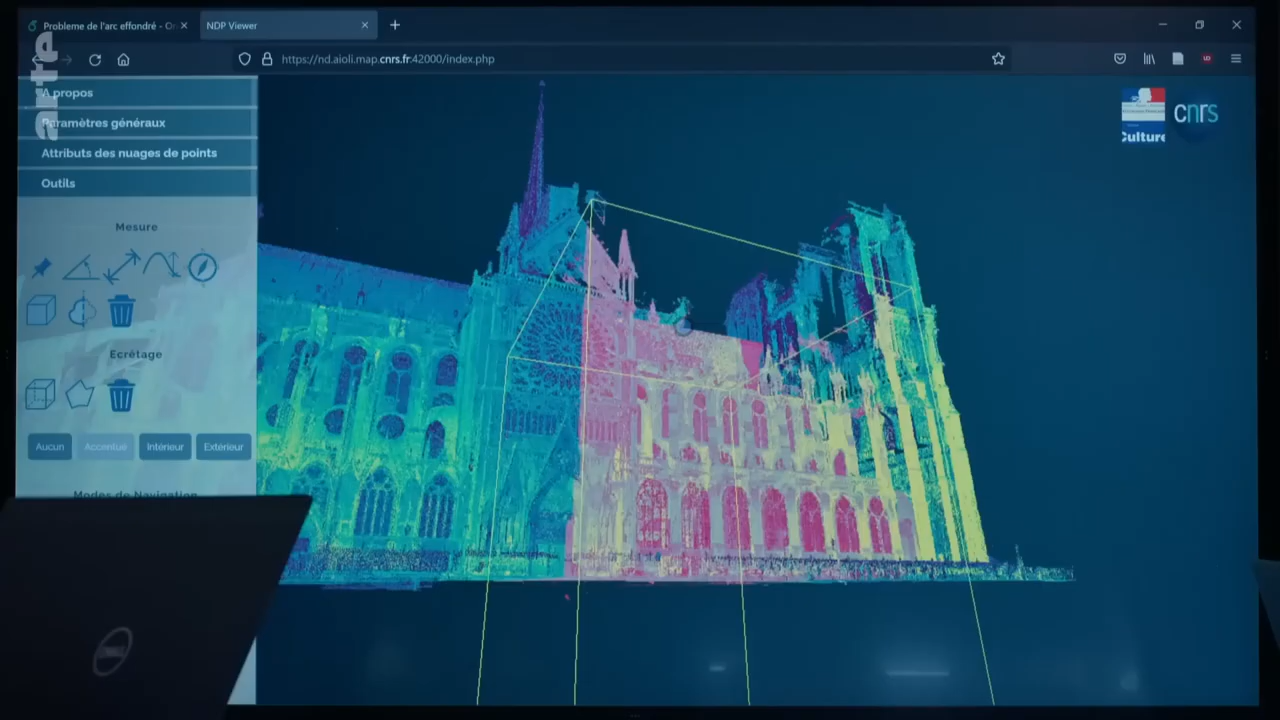 Probleme de l'arc effondré - O
NDP Viewer
https://nd.aioli.map.cnrs.fr:42000/index.php
arte
A propos
Paramètres généraux
Attributs des nuages de points
Outils
Mesure
Ecrêtage
Aucun
Accentué
Intérieur
Extérieur
Modes de Navigation
Culture
cnrs